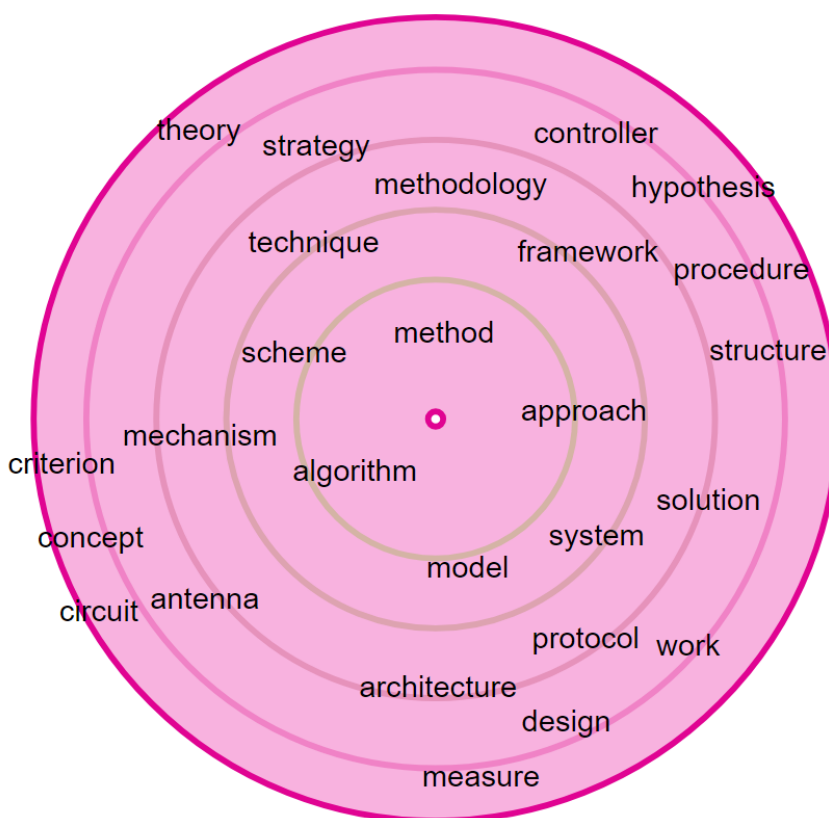 theory
controller
strategy
methodology
hypothesis
technique
framework
procedure
method
scheme
structure
approach
mechanism
criterion
algorithm
solution
concept
system
model
antenna
circuit
protocol
work
architecture
design
measure